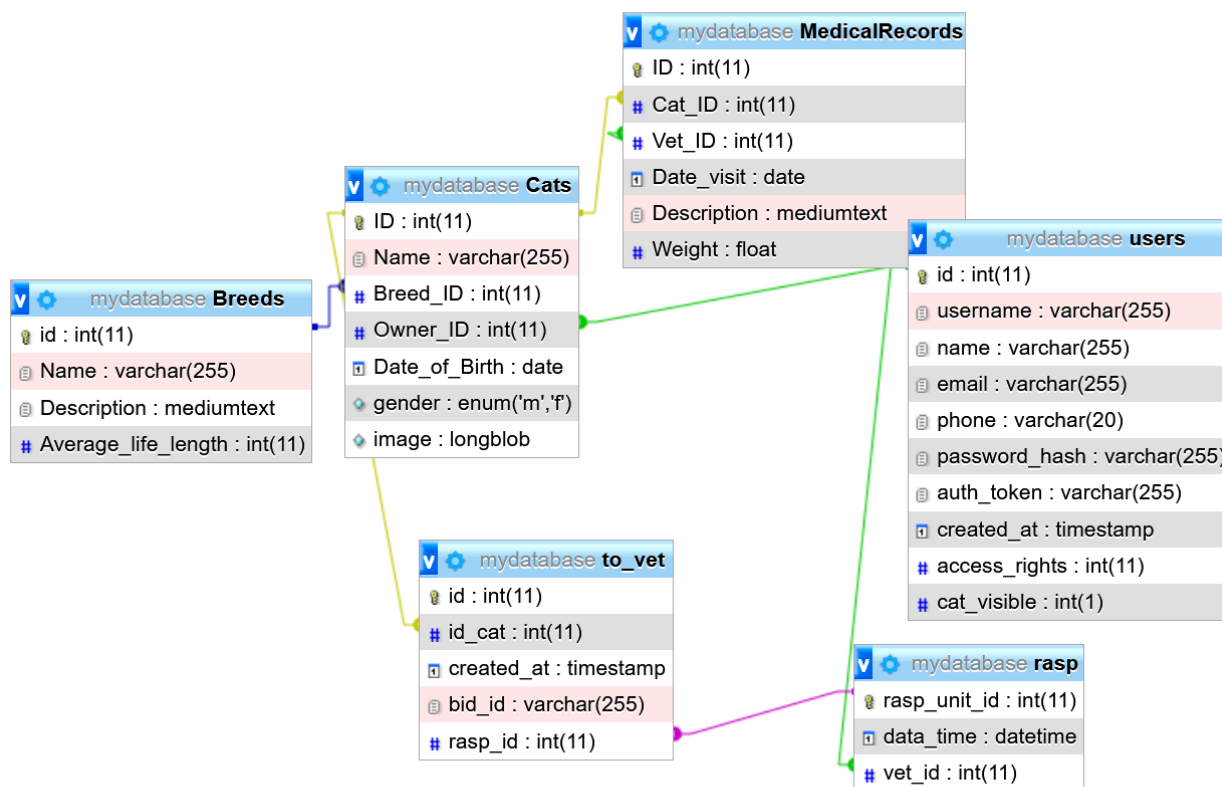 v mydatabase MedicalRecords
ID : int(11)
# Cat_ID : int(11)
# Vet_ID : int(11)
Date_visit : date
Description : mediumtext
# Weight : float
v mydatabase Cats
ID : int(11)
Name : varchar(255)
# Breed_ID : int(11)
# Owner_ID : int(11)
Date_of_Birth : date
gender : enum('m','f')
image : longblob
v mydatabase users
id : int(11)
username : varchar(255)
name : varchar(255)
email : varchar(255)
phone : varchar(20)
password_hash : varchar(255)
auth_token : varchar(255)
created_at : timestamp
# access_rights : int(11)
# cat_visible : int(1)
v mydatabase Breeds
id : int(11)
Name : varchar(255)
Description : mediumtext
# Average_life_length : int(11)
v mydatabase to_vet
id : int(11)
# id_cat : int(11)
created_at : timestamp
bid_id : varchar(255)
# rasp_id : int(11)
v mydatabase rasp
rasp_unit_id : int(11)
data_time : datetime
# vet_id : int(11)